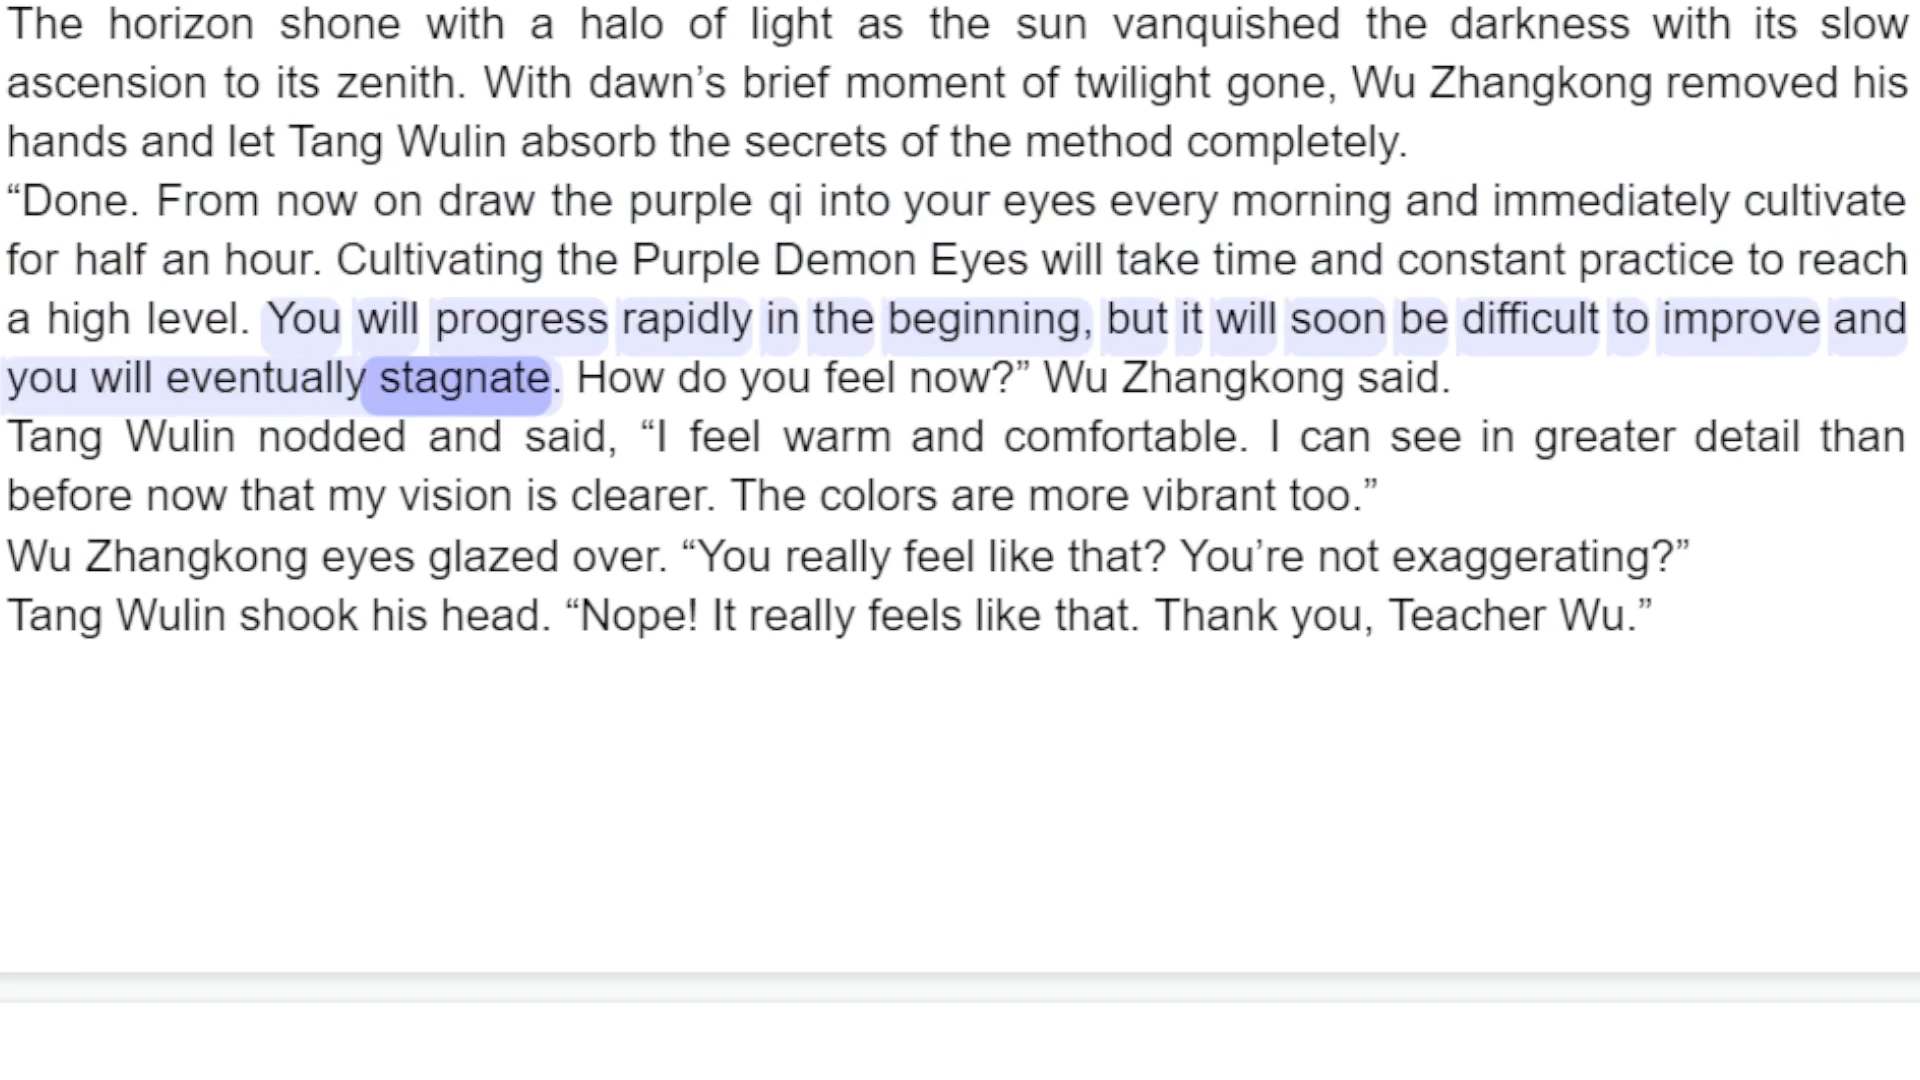 The horizon shone with a halo of light as the sun vanquished the darkness with its slow
ascension to its zenith. With dawn’s brief moment of twilight gone, Wu Zhangkong removed his
hands and let Tang Wulin absorb the secrets of the method completely.
“Done. From now on draw the purple qi into your eyes every morning and immediately cultivate
for half an hour. Cultivating the Purple Demon Eyes will take time and constant practice to reach
a high level. You will progress rapidly in the beginning, but it will soon be difficult to improve and
you will eventually stagnate. How do you feel now?” Wu Zhangkong said.
Tang Wulin nodded and said, “I feel warm and comfortable. I can see in greater detail than
before now that my vision is clearer. The colors are more vibrant too.”
Wu Zhangkong eyes glazed over. “You really feel like that? You’re not exaggerating?”
Tang Wulin shook his head. “Nope! It really feels like that. Thank you, Teacher Wu.”